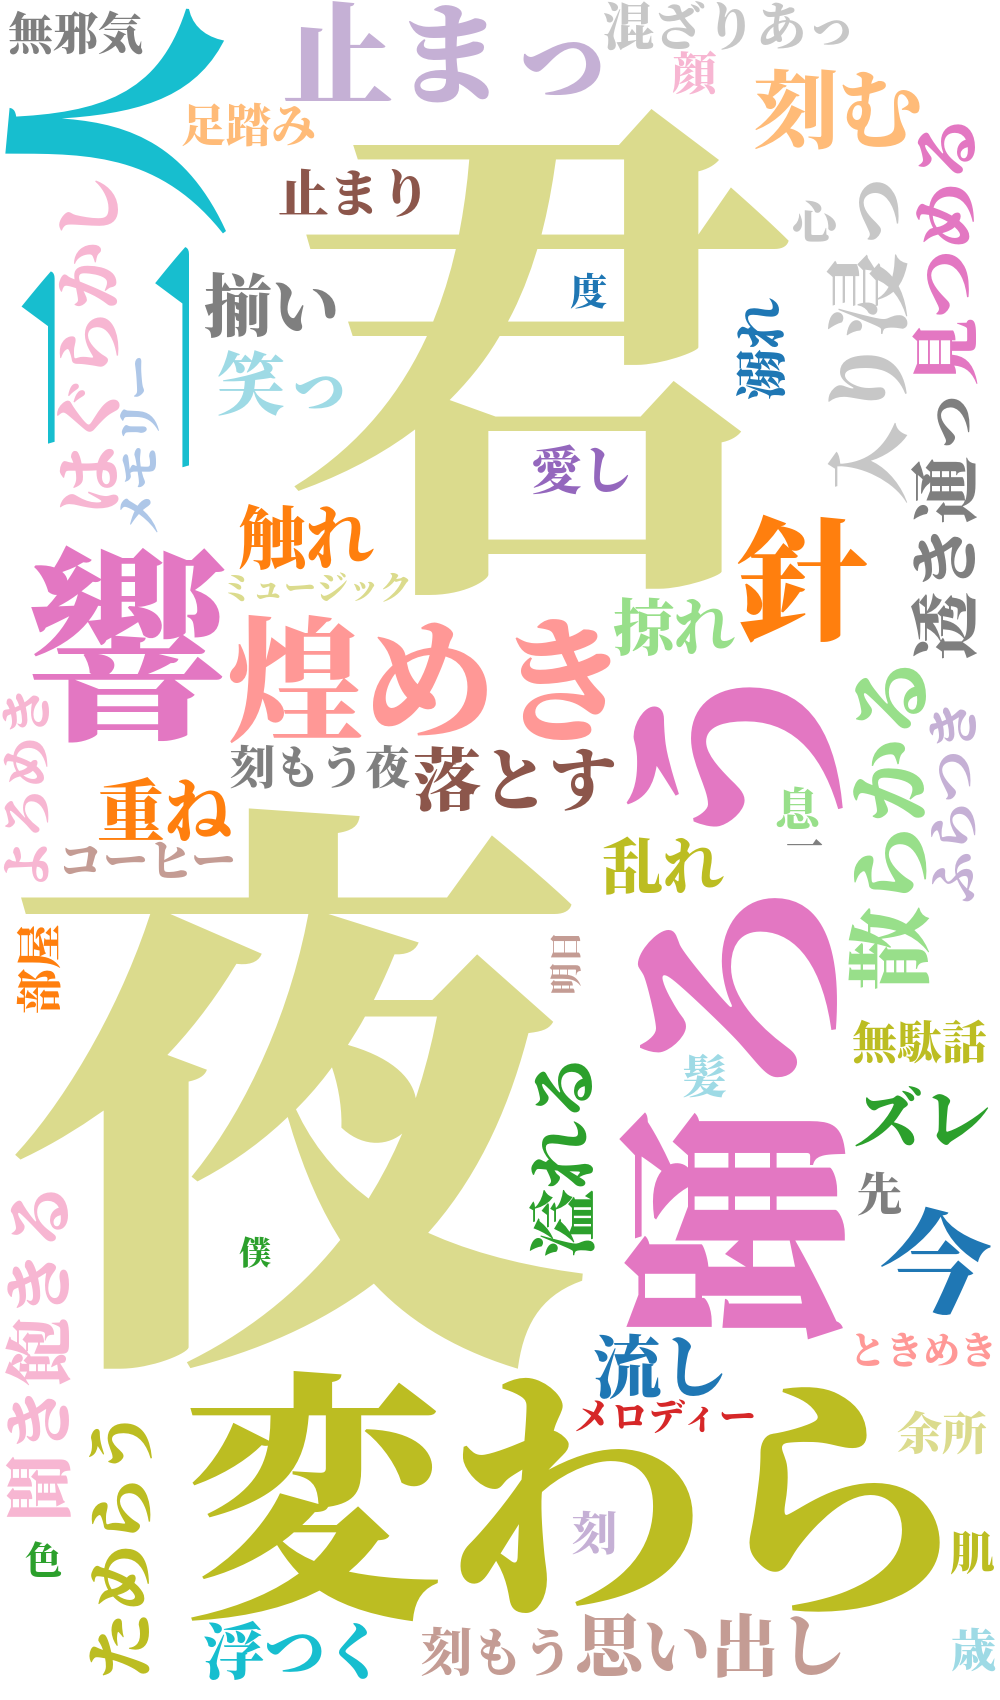 無邪気
止まっ
混ざりあっ
顔
刻む
足踏み
二人
止まり
君
心
見つめる
はぐらかし
揃い
度
溺れ
入り浸っ
笑っ
メモリー
愛し
透き通っ
触れ
針
響
ミュージック
煌めき
掠れ
よろめき
刻もう夜
落とす
踊ろう
散らかる
ふらつき
重ね
息
一
コーヒー
乱れ
夜
部屋
明日
無駄話
髪
溢れる
ズレ
先
今
僕
聞き飽きる
流し
ときめき
変わら
メロディー
余所
ためらう
刻
肌
色
浮つく
刻もう
思い出し
歳